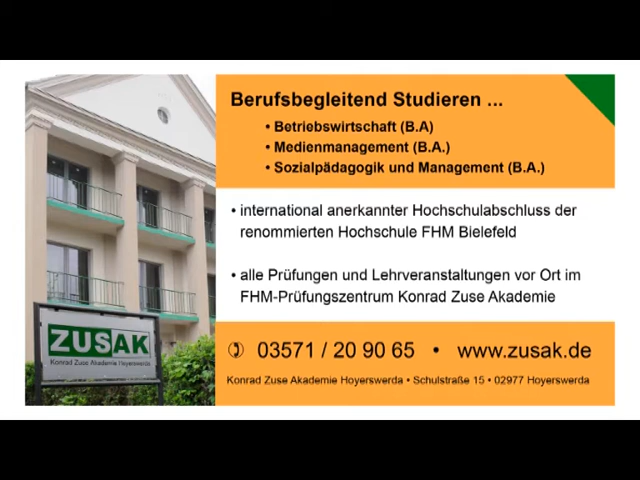 Berufsbegleitend Studieren ...
• Betriebswirtschaft (B.A)
• Medienmanagement (B.A.)
• Sozialpädagogik und Management (B.A.)
• international anerkannter Hochschulabschluss der
renommierten Hochschule FHM Bielefeld
• alle Prüfungen und Lehrveranstaltungen vor Ort im
FHM-Prüfungszentrum Konrad Zuse Akademie
ZUSAK
Konrad Zuse Akademie Hoyerswerda
03571 / 20 90 65 • www.zusak.de
Konrad Zuse Akademie Hoyerswerda • Schulstraße 15 • 02977 Hoyerswerda